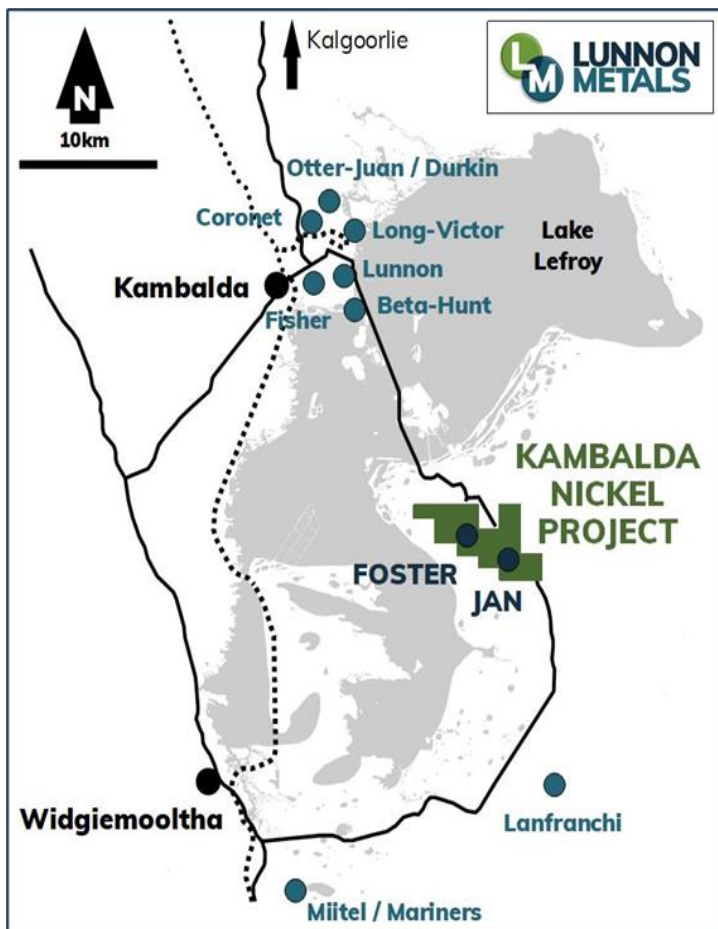 Kalgoorlie
LM LUNNON
METALS
N
10km
Otter-Juan / Durkin
Coronet
Long-Victor
Lake
Lefroy
Kambalda
Lunnon
Fisher
Beta-Hunt
KAMBALDA
NICKEL
PROJECT
FOSTER
JAN
Widgiemooltha
Lanfranchi
Miitel / Mariners